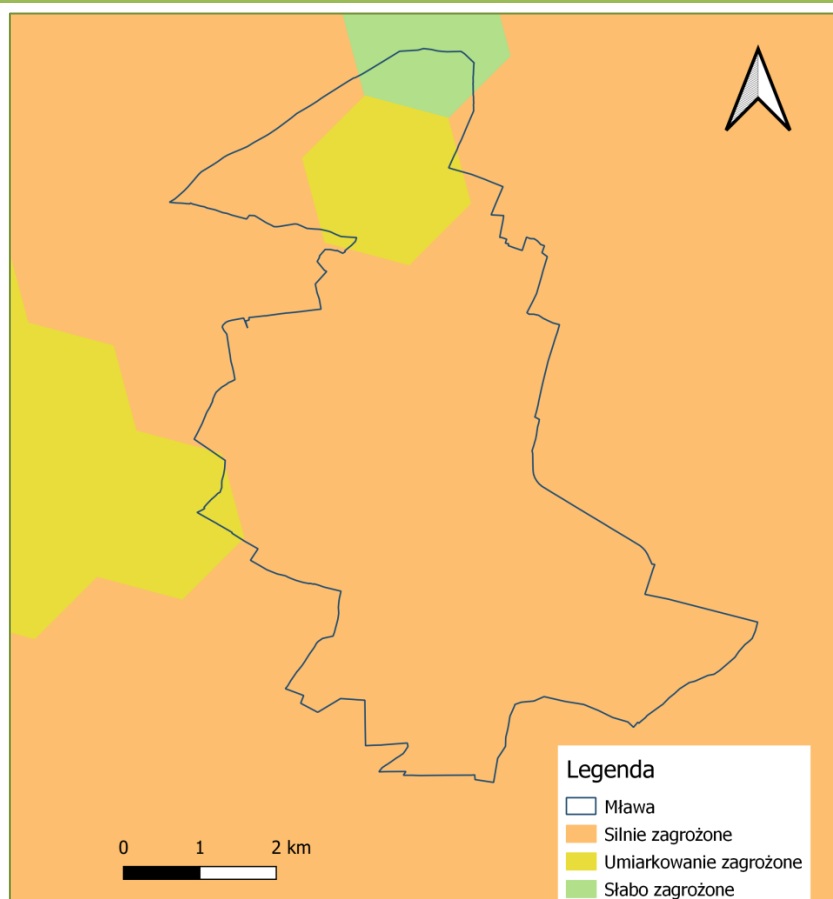 Legenda
Mława
Silnie zagrożone
Umiarkowanie zagrożone
Słabo zagrożone
0 1 2 km